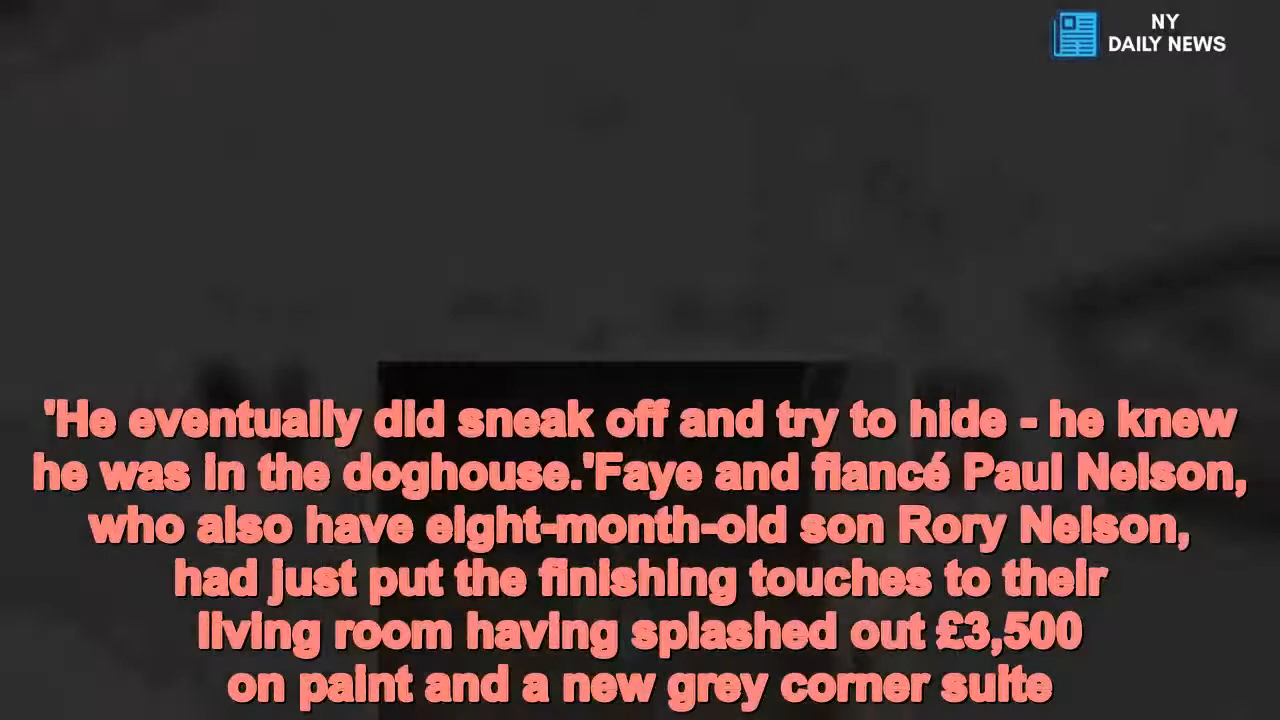 NY
DAILY NEWS
'He eventually did sneak off and try to hide - he knew
he was in the doghouse.'Faye and fiancé Paul Nelson,
who also have eight-month-old son Rory Nelson,
had just put the finishing touches to their
living room having splashed out £3,500
on paint and a new grey corner suite